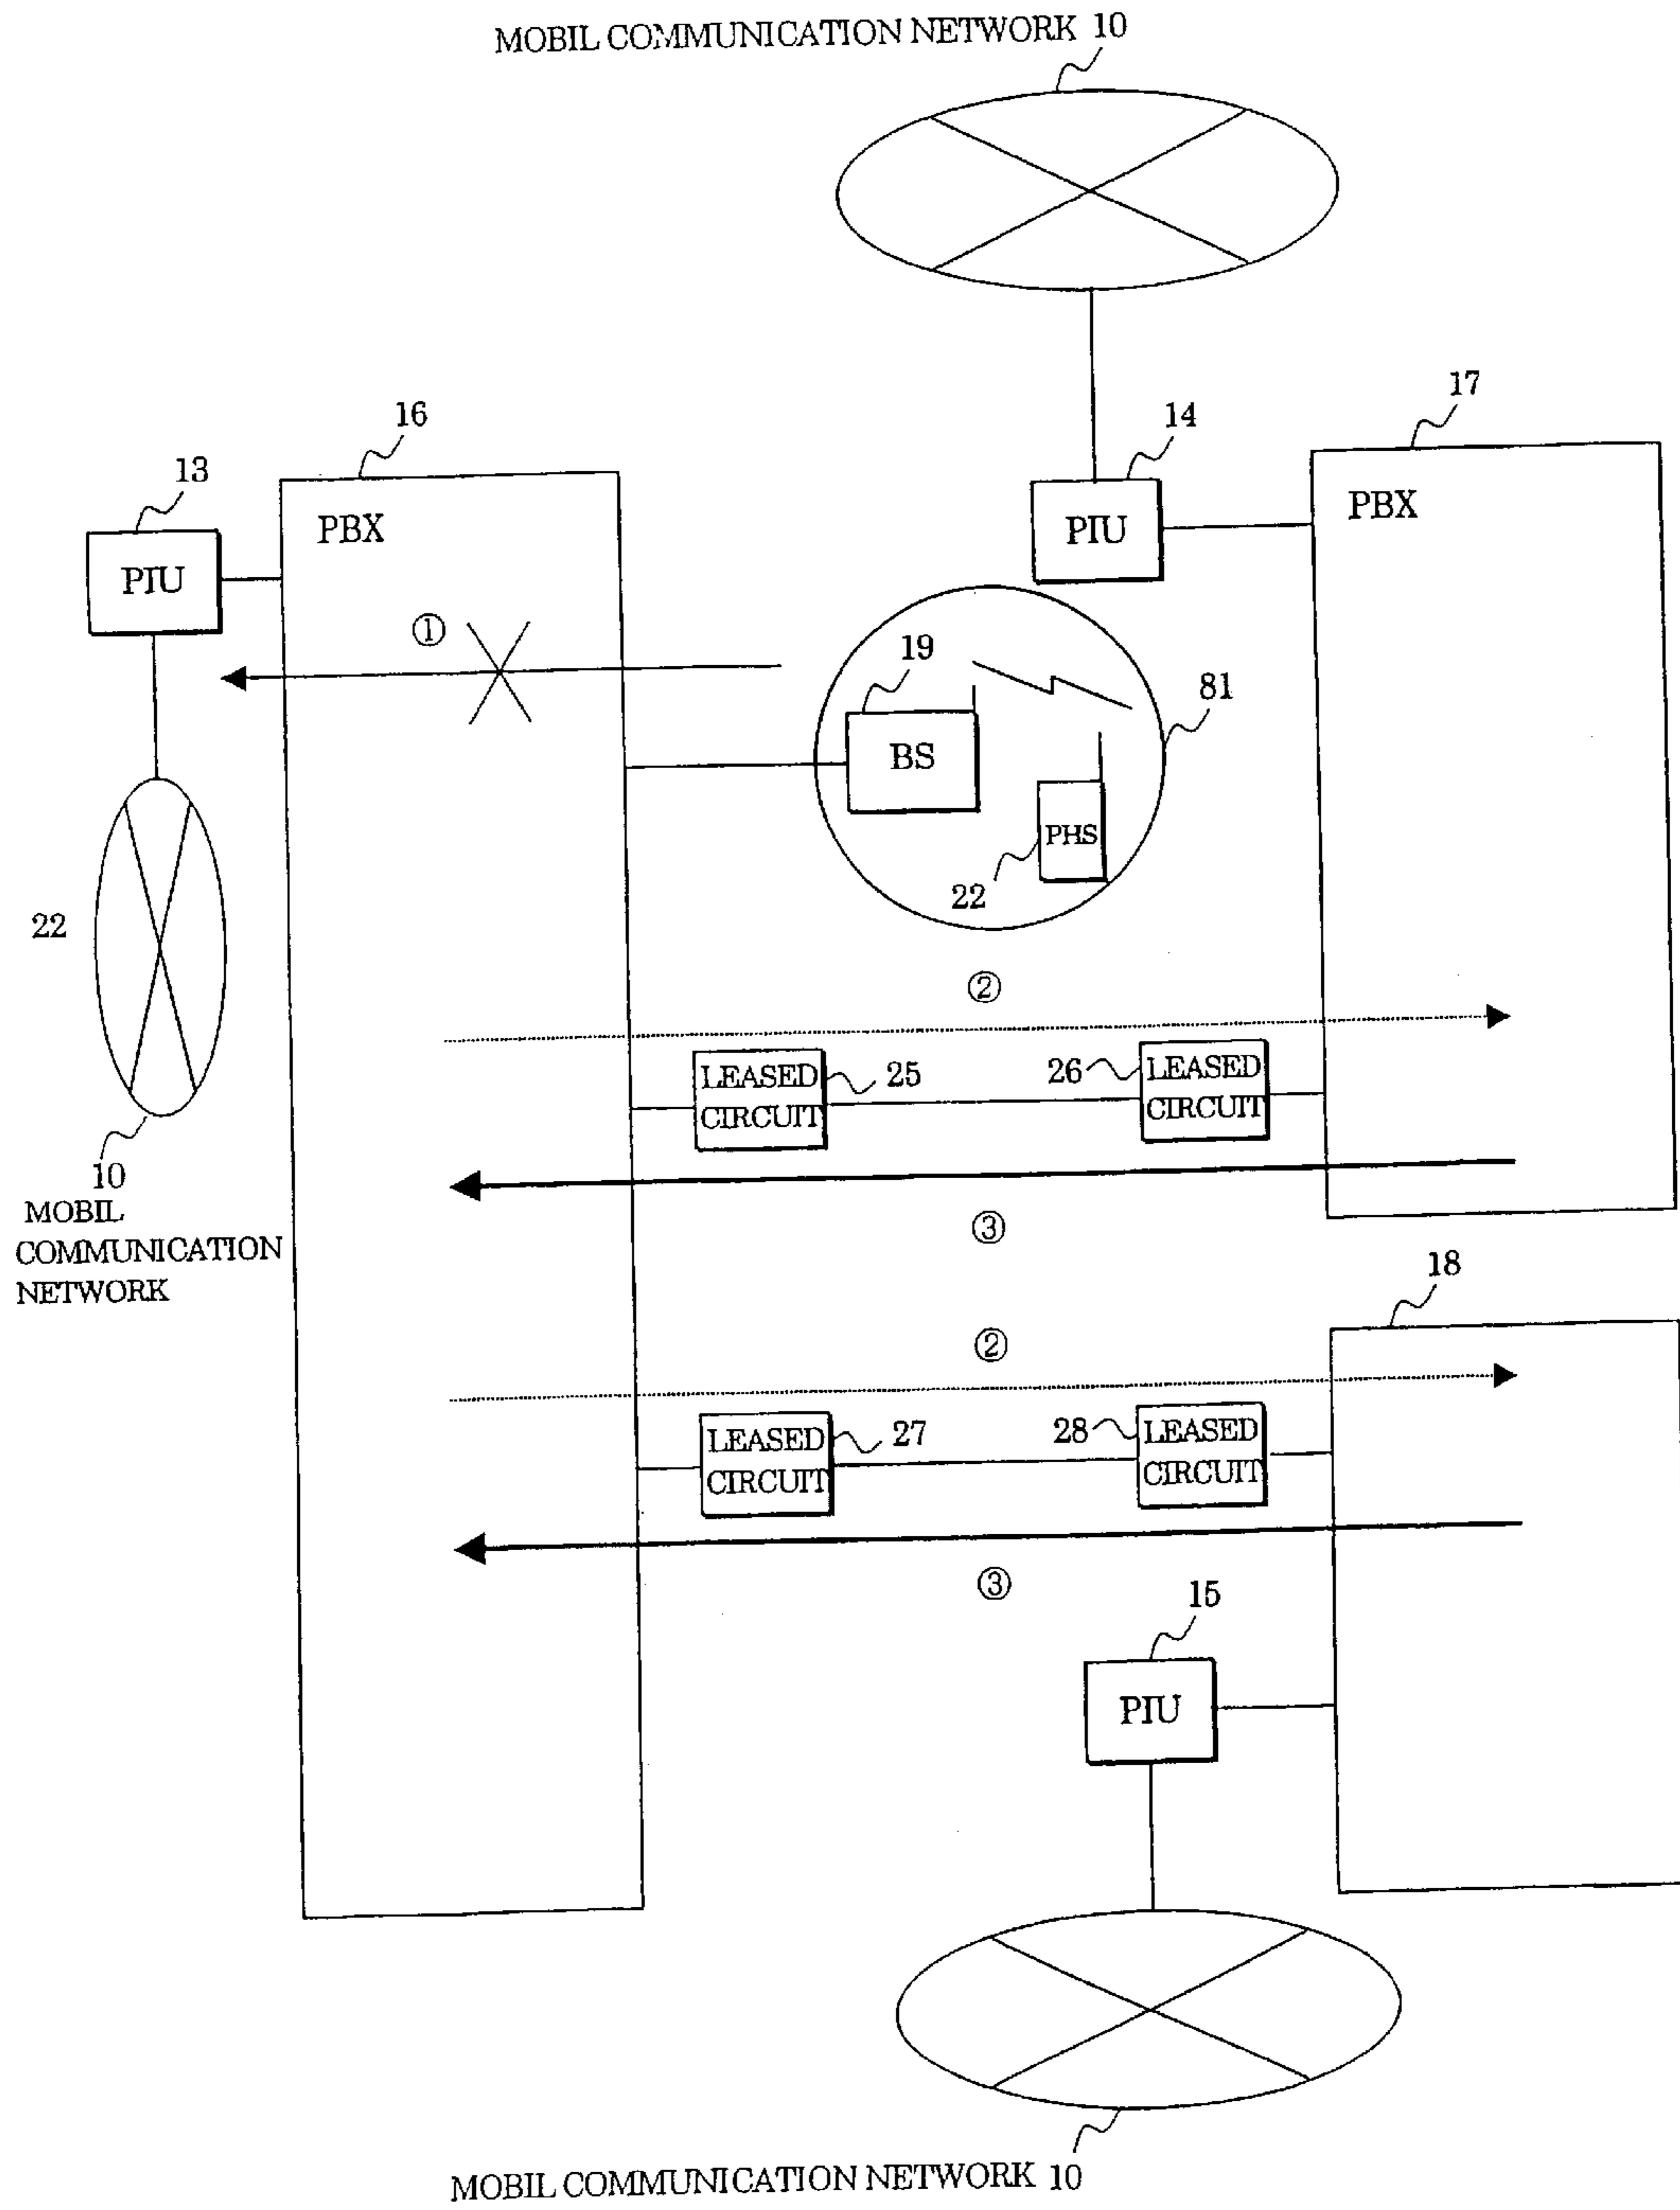 MOBIL COMMUNICATION NETWORK 10
17
16
14
13
PBX
PBX
PIU
PIU
①
19
81
BS
PHS
22
22
②
LEASED
CIRCUIT
25
26
LEASED
CIRCUIT
10
MOBIL
COMMUNICATION
NETWORK
③
18
②
LEASED
CIRCUIT
27
28
LEASED
CIRCUIT
③
15
PIU
MOBIL COMMUNICATION NETWORK 10